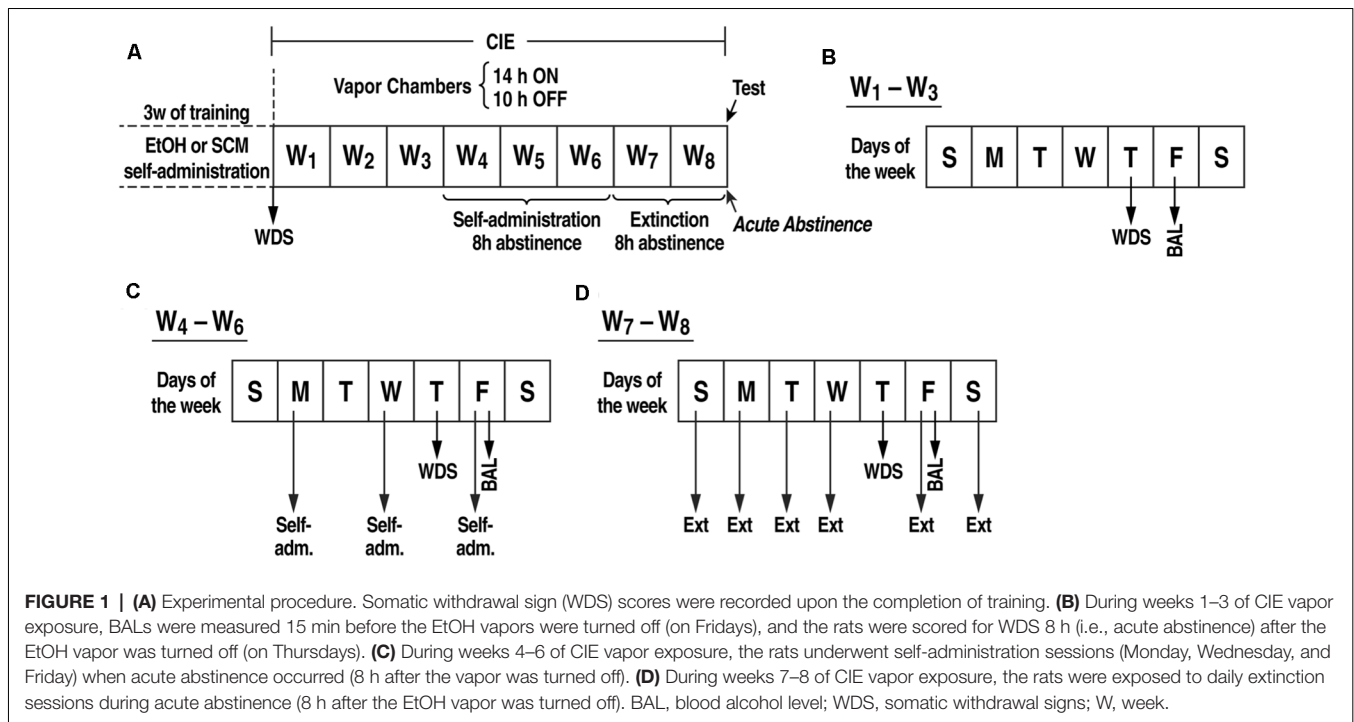 A
CIE
Vapor Chambers { 14 h ON
10 h OFF
Test
3w of training
EtOH or SCM
self-administration
W1 W2 W3 W4 W5 W6 W7 W8
WDS
Self-administration
8h abstinence
Extinction
8h abstinence
Acute Abstinence
B
W1 – W3
Days of
the week
S M T W T F S
WDS
BAL
C
W4 – W6
Days of
the week
S M T W T F S
WDS
BAL
Self-
adm.
Self-
adm.
Self-
adm.
D
W7 – W8
Days of
the week
S M T W T F S
WDS
BAL
Ext Ext Ext Ext Ext Ext
FIGURE 1 | (A) Experimental procedure. Somatic withdrawal sign (WDS) scores were recorded upon the completion of training. (B) During weeks 1–3 of CIE vapor
exposure, BALs were measured 15 min before the EtOH vapors were turned off (on Fridays), and the rats were scored for WDS 8 h (i.e., acute abstinence) after the
EtOH vapor was turned off (on Thursdays). (C) During weeks 4–6 of CIE vapor exposure, the rats underwent self-administration sessions (Monday, Wednesday, and
Friday) when acute abstinence occurred (8 h after the vapor was turned off). (D) During weeks 7–8 of CIE vapor exposure, the rats were exposed to daily extinction
sessions during acute abstinence (8 h after the EtOH vapor was turned off). BAL, blood alcohol level; WDS, somatic withdrawal signs; W, week.